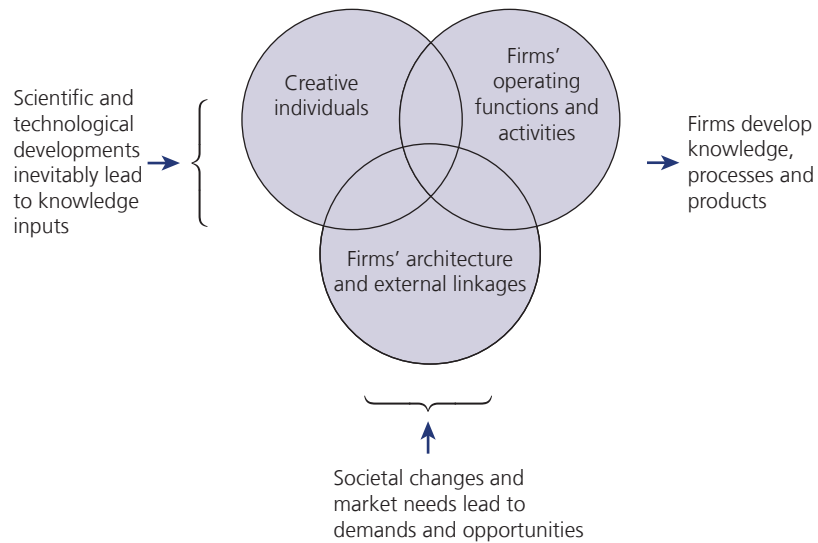 Scientific and
technological
developments
inevitably lead
to knowledge
inputs
Creative
individuals
Firms’
operating
functions and
activities
Firms’ architecture
and external linkages
Firms develop
knowledge,
processes and
products
Societal changes and
market needs lead to
demands and opportunities